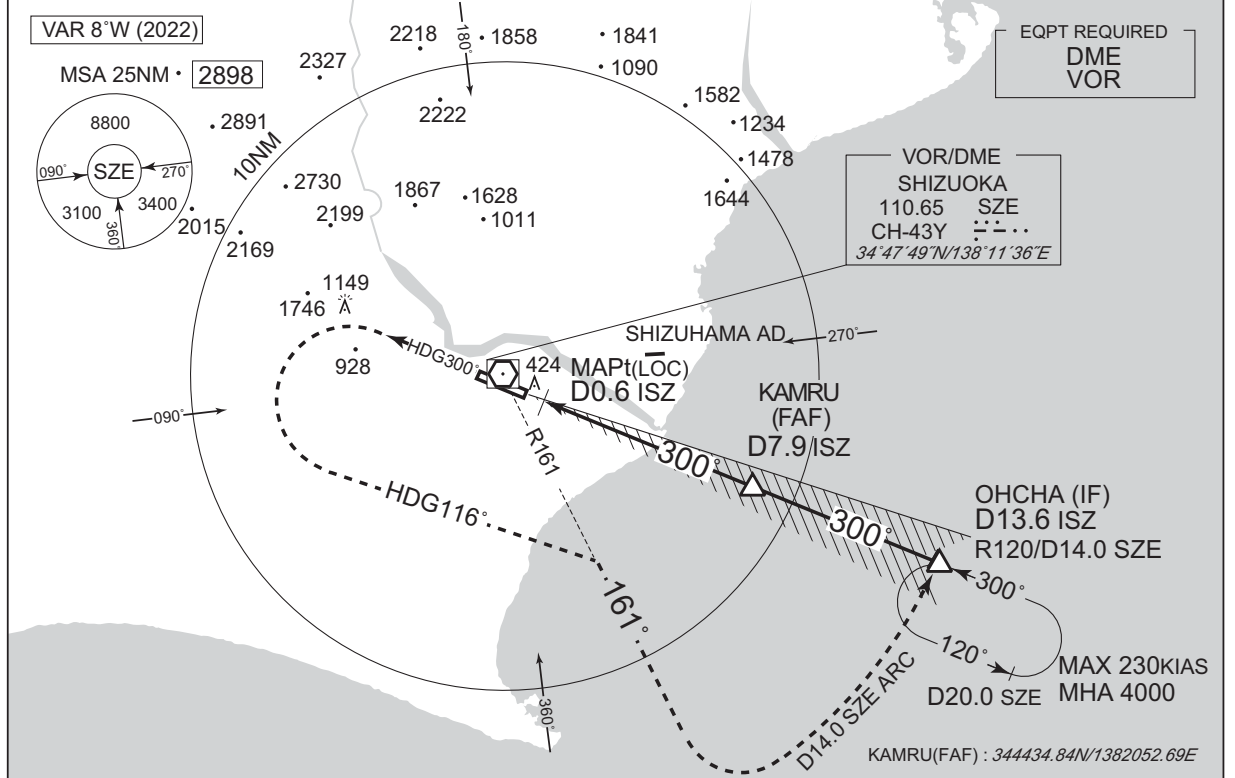 VAR 8°W (2022)
MSA 25NM • 2898
8800
090°
SZE
270°
3100
3400
360°
2327
2218
180°
1858
1841
1090
2222
2891
10NM
1582
1234
1478
1644
2730
2199
1867
1628
1011
2015
2169
1149
1746
928
EQPT REQUIRED
DME
VOR
VOR/DME
SHIZUOKA
110.65 SZE
CH-43Y
34°47´49˝N/138°11´36˝E
SHIZUHAMA AD
270°
HDG300°
424
MAPt(LOC)
D0.6 ISZ
KAMRU
(FAF)
D7.9 ISZ
090°
R161
300°
HDG116°
300°
OHCHA (IF)
D13.6 ISZ
R120/D14.0 SZE
300°
161°
120°
MAX 230KIAS
MHA 4000
D20.0 SZE
D14.0 SZE ARC
360°
KAMRU(FAF) : 344434.84N/1382052.69E